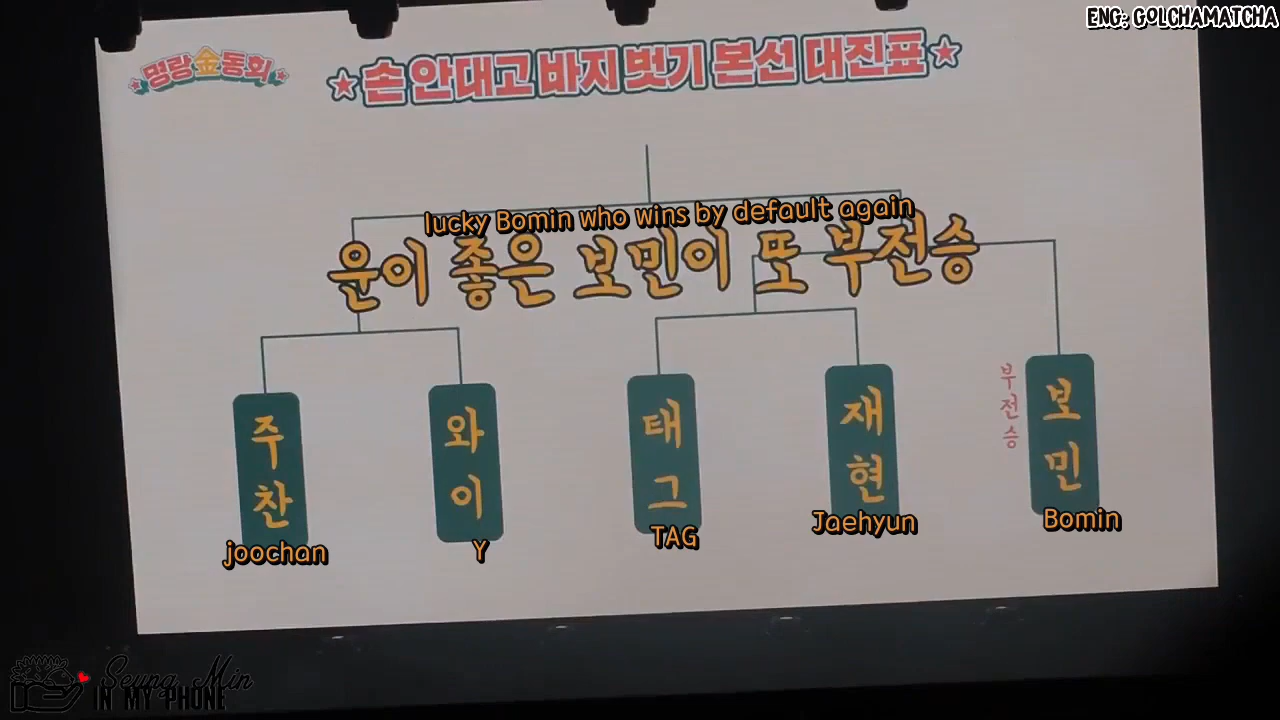 ENG: GOLCHAMATCHA
명랑金동회
손 안대고 바지 벗기 본선 대진표
lucky Bomin who wins by default again
운이 좋은 보민이 또 부전승
주찬
와이
태그
재현
부전승
보민
joochan
Y
TAG
Jaehyun
Bomin
Seung Min
IN MY PHONE